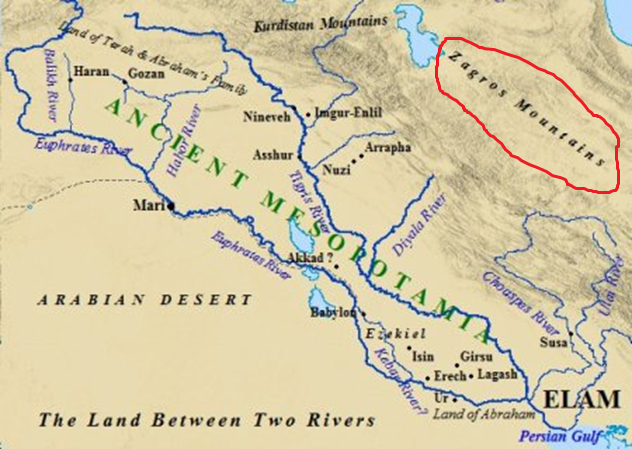 Kurdistan Mountains
Land of Terah & Abraham's Family
Zagros Mountains
Balikh River
Haran
Gozan
ANCIENT MESOPOTAMIA
Nineveh
Imgur-Enlil
Habor River
Euphrates River
Asshur
Arrapha
Nuzi
Tigris River
Mari
Diyala River
Euphrates River
Akkad ?
Choaspes River
Ulai River
ARABIAN DESERT
Babylon
Ezekiel
Susa
Kebar River?
Isin
Girsu
Erech
Lagash
Ur
ELAM
Land of Abraham
The Land Between Two Rivers
Persian Gulf